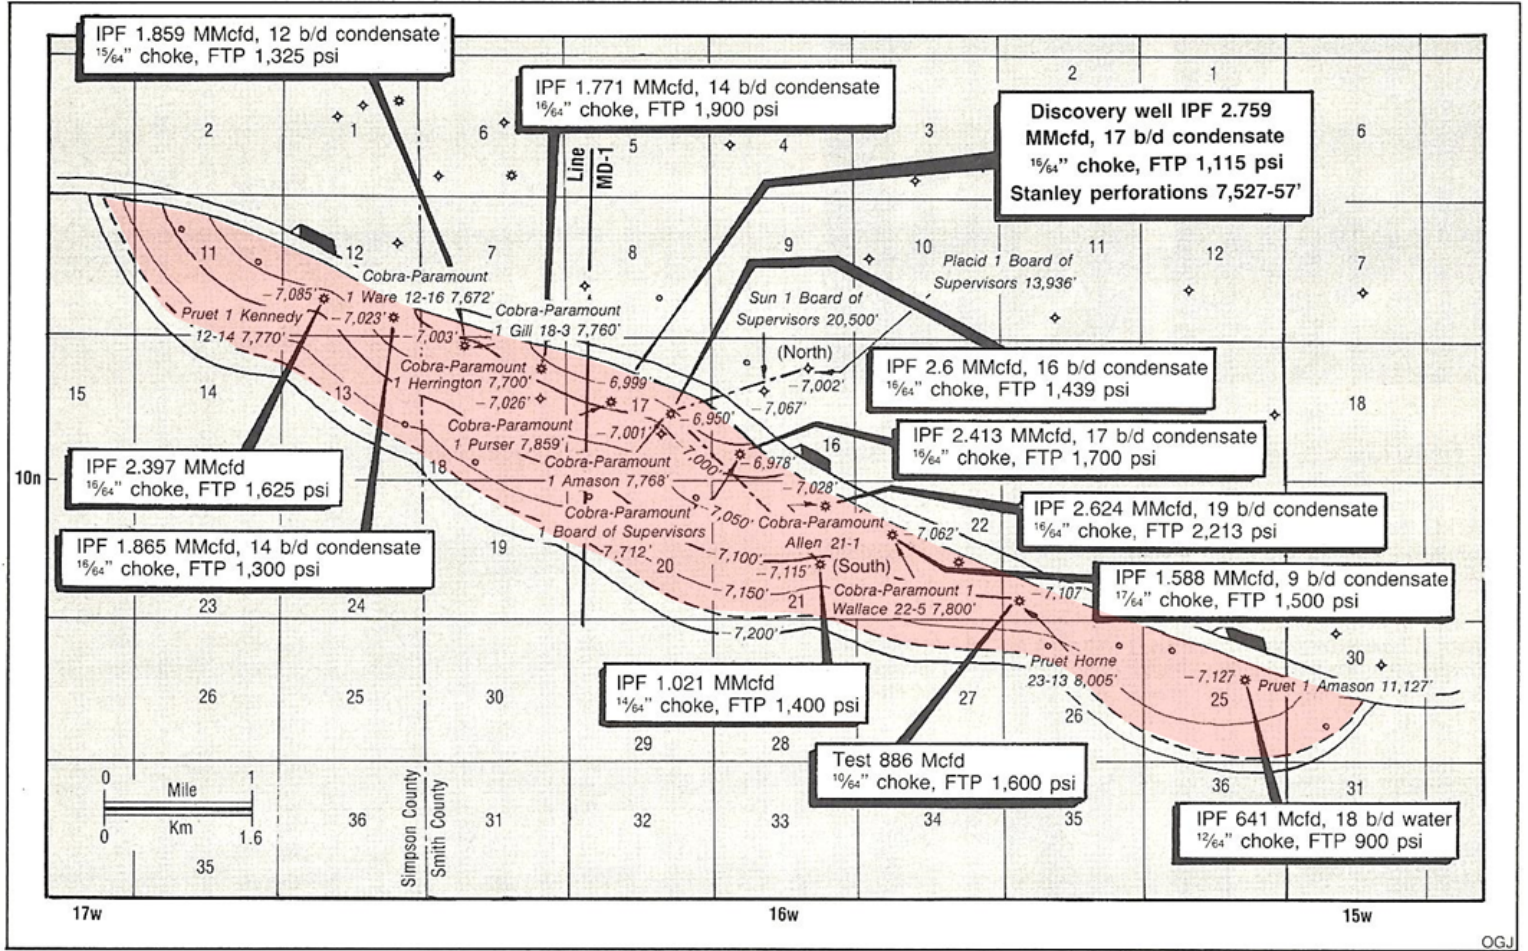 IPF 1.859 MMcfd, 12 b/d condensate
15/64" choke, FTP 1,325 psi
IPF 1.771 MMcfd, 14 b/d condensate
16/64" choke, FTP 1,900 psi
Discovery well IPF 2.759
MMcfd, 17 b/d condensate
16/64" choke, FTP 1,115 psi
Stanley perforations 7,527-57'
2
1
2
1
6
5
4
3
6
Line
MD-1
11
12
7
8
9
10
11
12
7
Placid 1 Board of
Supervisors 13,936'
Cobra-Paramount
1 Ware 12-16 7,672'
-7,085'
Pruet 1 Kennedy
12-14 7,770'
-7,023'
Cobra-Paramount
1 Gill 18-3 7,760'
-7,003'
Sun 1 Board of
Supervisors 20,500'
(North)
-7,002'
-7,067'
IPF 2.6 MMcfd, 16 b/d condensate
16/64" choke, FTP 1,439 psi
Cobra-Paramount
1 Herrington 7,700'
-6,999'
-7,026'
17
-6,950'
15
14
13
18
Cobra-Paramount
1 Purser 7,859'
-7,001'
-7,000'
16
-6,978'
IPF 2.413 MMcfd, 17 b/d condensate
16/64" choke, FTP 1,700 psi
IPF 2.397 MMcfd
16/64" choke, FTP 1,625 psi
10n
18
Cobra-Paramount
1 Amason 7,768'
-7,028'
IPF 2.624 MMcfd, 19 b/d condensate
16/64" choke, FTP 2,213 psi
Cobra-Paramount
1 Board of Supervisors
7,712'
-7,050'
Cobra-Paramount
Allen 21-1
22
-7,062'
IPF 1.865 MMcfd, 14 b/d condensate
16/64" choke, FTP 1,300 psi
19
20
-7,100'
-7,115'
(South)
-7,150'
21
Cobra-Paramount 1
Wallace 22-5 7,800'
-7,107'
IPF 1.588 MMcfd, 9 b/d condensate
17/64" choke, FTP 1,500 psi
23
24
-7,200'
Pruet Horne
23-13 8,005'
30
-7,127
Pruet 1 Amason 11,127'
25
IPF 1.021 MMcfd
14/64" choke, FTP 1,400 psi
26
25
30
29
28
27
26
Test 886 Mcfd
10/64" choke, FTP 1,600 psi
36
31
IPF 641 Mcfd, 18 b/d water
12/64" choke, FTP 900 psi
0
1
Mile
Km
0
1.6
35
36
Simpson County
Smith County
31
32
33
34
35
17w
16w
15w
OGJ